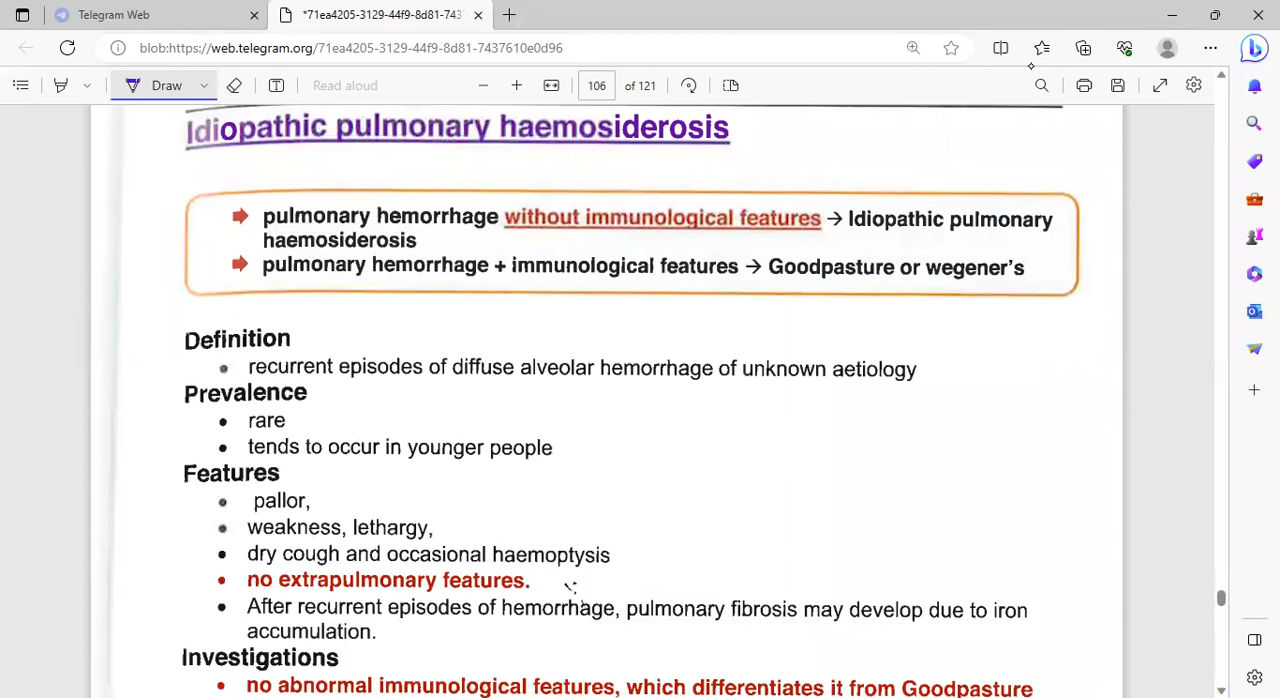 Telegram Web
*71ea4205-3129-44f9-8d81-7437
blob:https://web.telegram.org/71ea4205-3129-44f9-8d81-7437610e0d96
Draw
Read aloud
106 of 121
Idiopathic pulmonary haemosiderosis
pulmonary hemorrhage without immunological features → Idiopathic pulmonary
haemosiderosis
pulmonary hemorrhage + immunological features → Goodpasture or wegener's
Definition
• recurrent episodes of diffuse alveolar hemorrhage of unknown aetiology
Prevalence
• rare
• tends to occur in younger people
Features
• pallor,
• weakness, lethargy,
• dry cough and occasional haemoptysis
• no extrapulmonary features.
• After recurrent episodes of hemorrhage, pulmonary fibrosis may develop due to iron
accumulation.
Investigations
• no abnormal immunological features, which differentiates it from Goodpasture